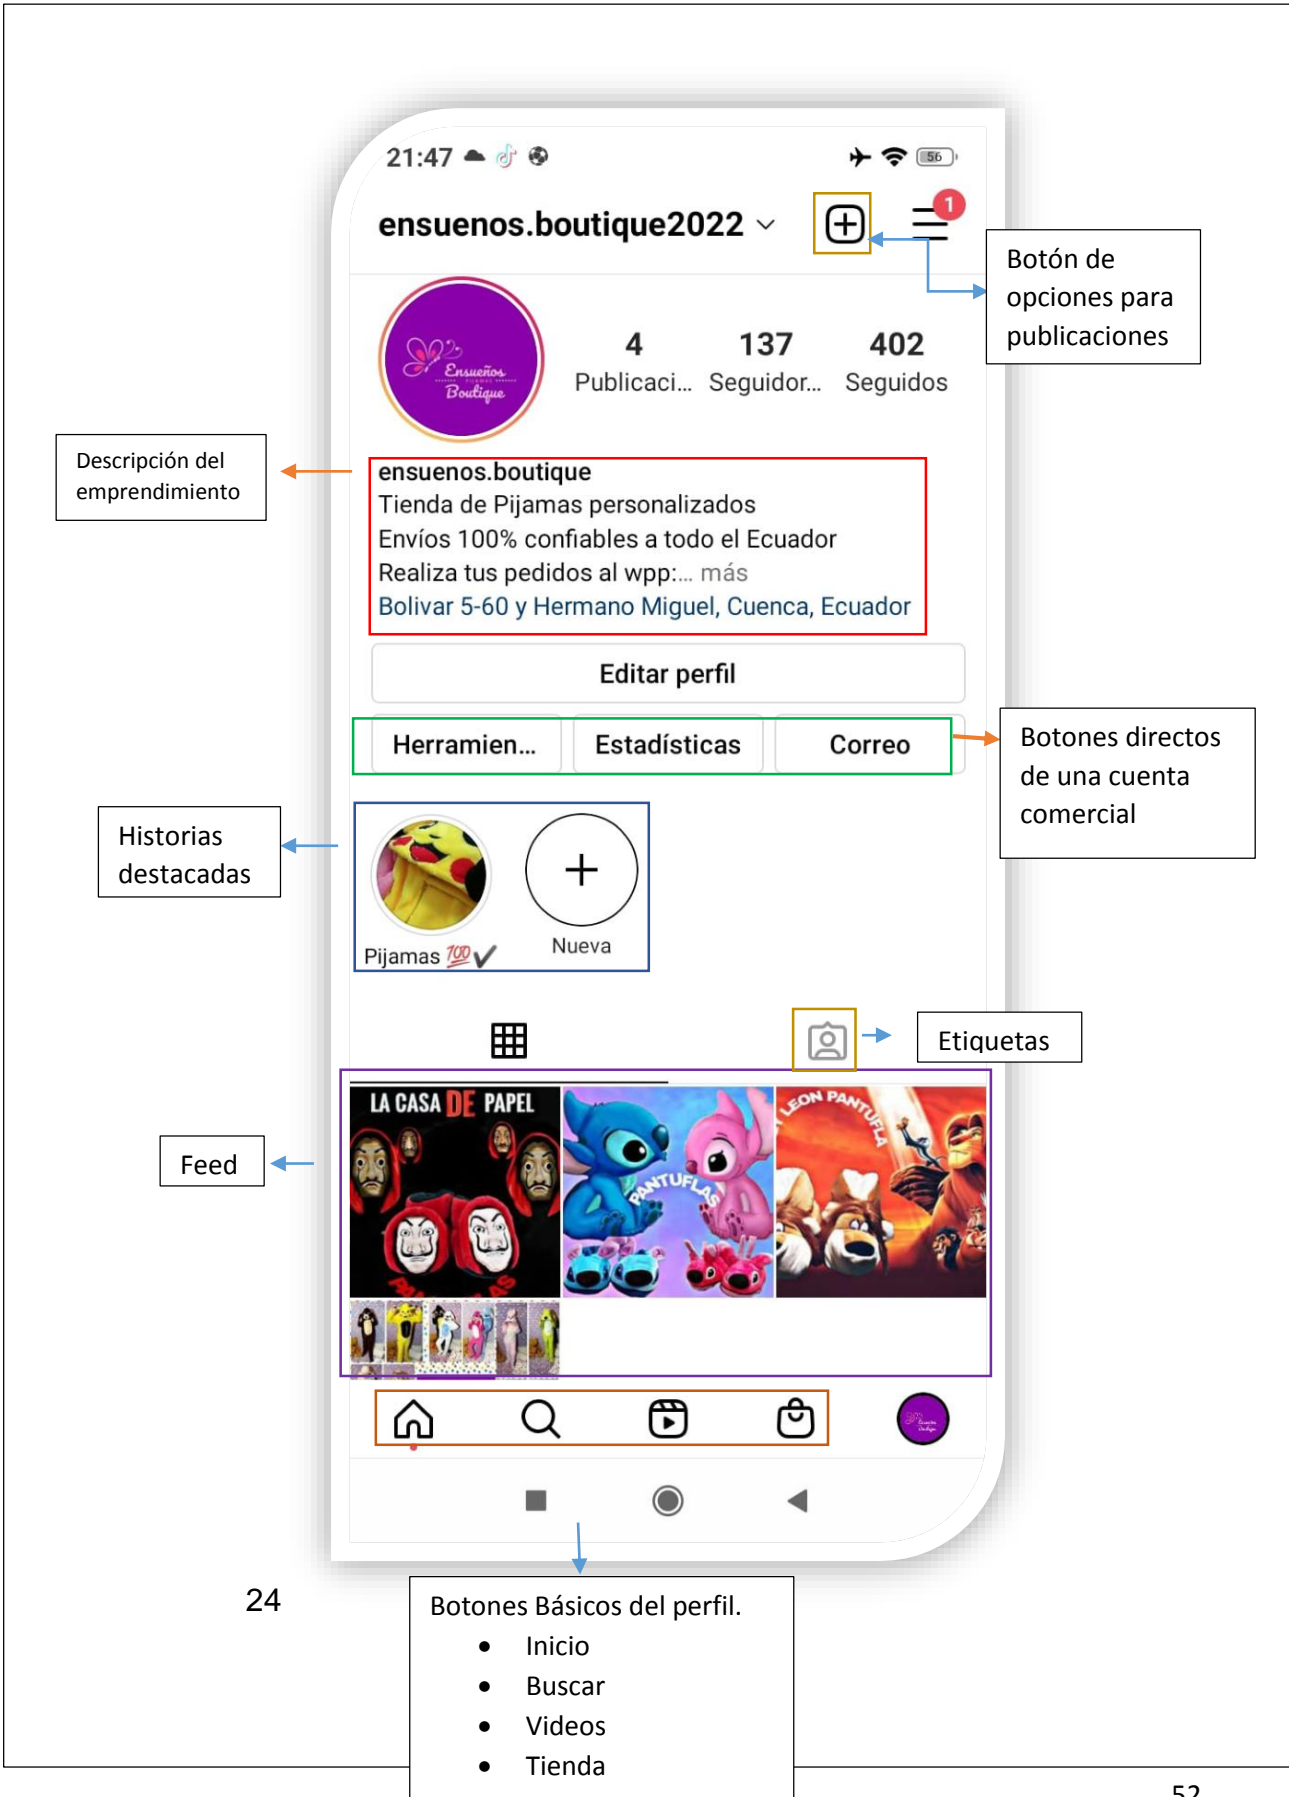 21:47
56
ensuenos.boutique2022
1
Botón de
opciones para
publicaciones
Ensueños
PIJAMAS
Boutique
4
137
402
Publicaci...
Seguidor...
Seguidos
Descripción del
emprendimiento
ensuenos.boutique
Tienda de Pijamas personalizados
Envíos 100% confiables a todo el Ecuador
Realiza tus pedidos al wpp:... más
Bolivar 5-60 y Hermano Miguel, Cuenca, Ecuador
Editar perfil
Herramien...
Estadísticas
Correo
Botones directos
de una cuenta
comercial
Historias
destacadas
Pijamas 💯✔
Nueva
Etiquetas
Feed
LA CASA DE PAPEL
PANTUFLAS
LEON PANTUFLA
24
Botones Básicos del perfil.
• Inicio
• Buscar
• Videos
• Tienda
52